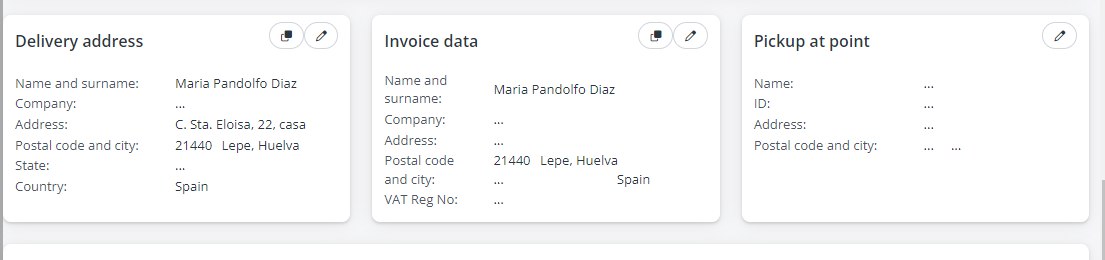 Delivery address
Name and surname: Maria Pandolfo Diaz
Company: ...
Address: C. Sta. Eloisa, 22, casa
Postal code and city: 21440 Lepe, Huelva
State: ...
Country: Spain
Invoice data
Name and
surname: Maria Pandolfo Diaz
Company: ...
Address: ...
Postal code 21440 Lepe, Huelva
and city: ... Spain
VAT Reg No: ...
Pickup at point
Name: ...
ID: ...
Address: ...
Postal code and city: ... ...